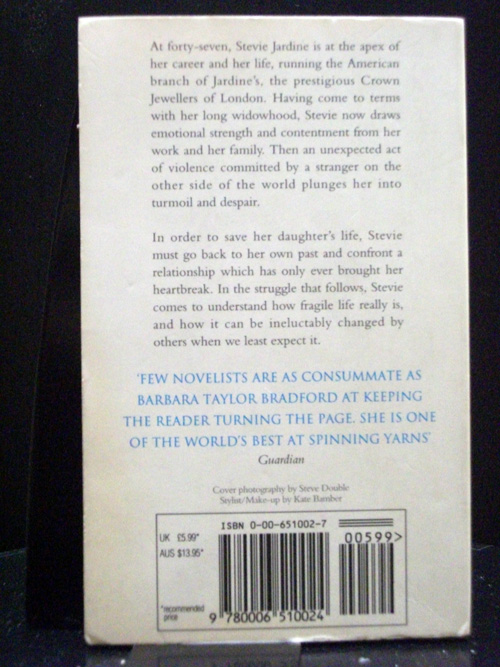 At forty-seven, Stevie Jardine is at the apex of
her career and her life, running the American
branch of Jardine's, the prestigious Crown
Jewellers of London. Having come to terms
with her long widowhood, Stevie now draws
emotional strength and contentment from her
work and her family. Then an unexpected act
of violence committed by a stranger on the
other side of the world plunges her into
turmoil and despair.
In order to save her daughter's life, Stevie
must go back to her own past and confront a
relationship which has only ever brought her
heartbreak. In the struggle that follows, Stevie
comes to understand how fragile life really is,
and how it can be ineluctably changed by
others when we least expect it.
'FEW NOVELISTS ARE AS CONSUMMATE AS
BARBARA TAYLOR BRADFORD AT KEEPING
THE READER TURNING THE PAGE. SHE IS ONE
OF THE WORLD'S BEST AT SPINNING YARNS'
Guardian
Cover photography by Steve Double
Stylist/Make-up by Kate Bamber
ISBN 0-00-651002-7
UK £5.99*
AUS $13.95*
00599>
*recommended
price
9 780006 510024